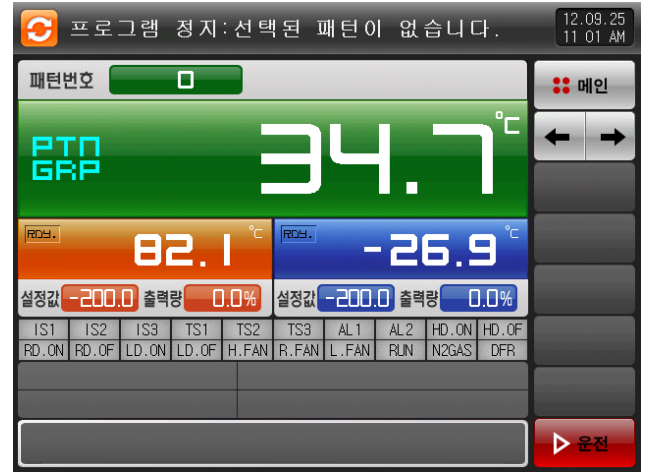 프로그램 정지:선택된 패턴이 없습니다.
12.09.25
11 01 AM
패턴번호 0
메인
PTN
GRP
34.7 ℃
RDY. 82.1 ℃
RDY. -26.9 ℃
설정값 -200.0 출력량 0.0%
설정값 -200.0 출력량 0.0%
IS1 IS2 IS3 TS1 TS2 TS3 AL1 AL2 HD.ON HD.OF
RD.ON RD.OF LD.ON LD.OF H.FAN R.FAN L.FAN RUN N2GAS DFR
운전